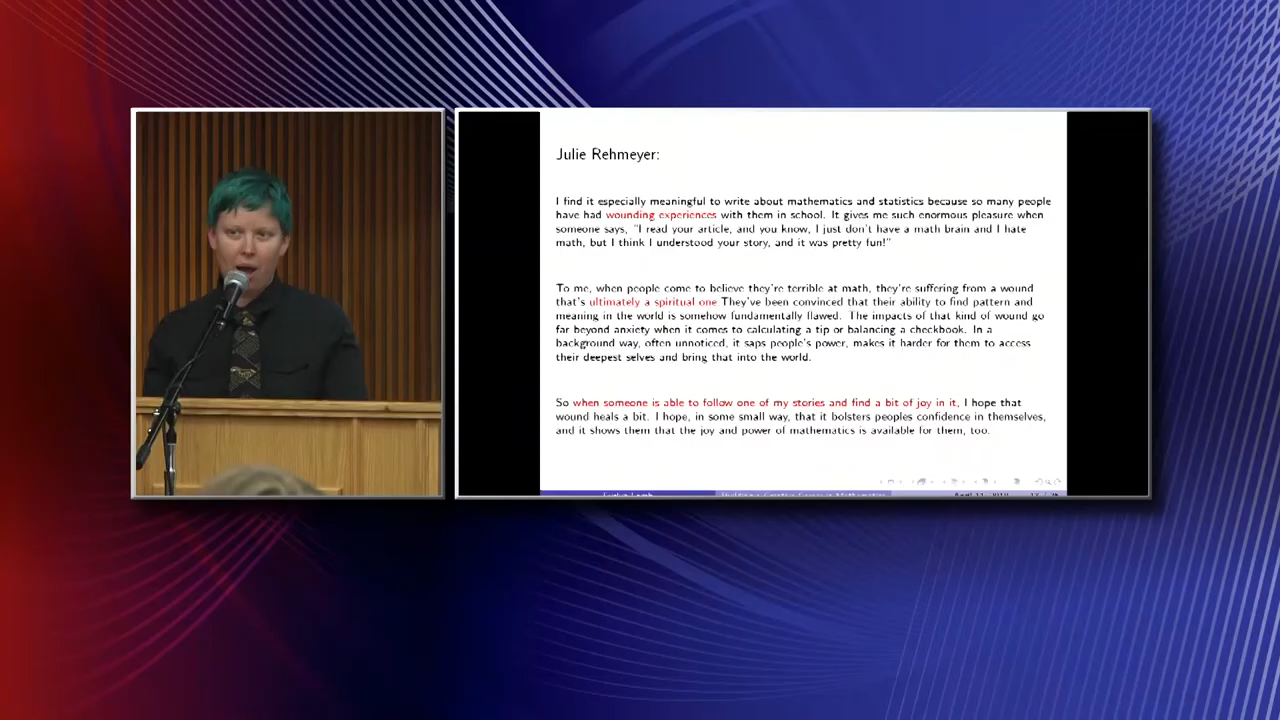 Julie Rehmeyer:
I find it especially meaningful to write about mathematics and statistics because so many people
have had wounding experiences with them in school. It gives me such enormous pleasure when
someone says, "I read your article, and you know, I just don't have a math brain and I hate
math, but I think I understood your story, and it was pretty fun!"
To me, when people come to believe they're terrible at math, they're suffering from a wound
that's ultimately a spiritual one They've been convinced that their ability to find pattern and
meaning in the world is somehow fundamentally flawed. The impacts of that kind of wound go
far beyond anxiety when it comes to calculating a tip or balancing a checkbook. In a
background way, often unnoticed, it saps people's power, makes it harder for them to access
their deepest selves and bring that into the world.
So when someone is able to follow one of my stories and find a bit of joy in it, I hope that
wound heals a bit. I hope, in some small way, that it bolsters peoples confidence in themselves,
and it shows them that the joy and power of mathematics is available for them, too.